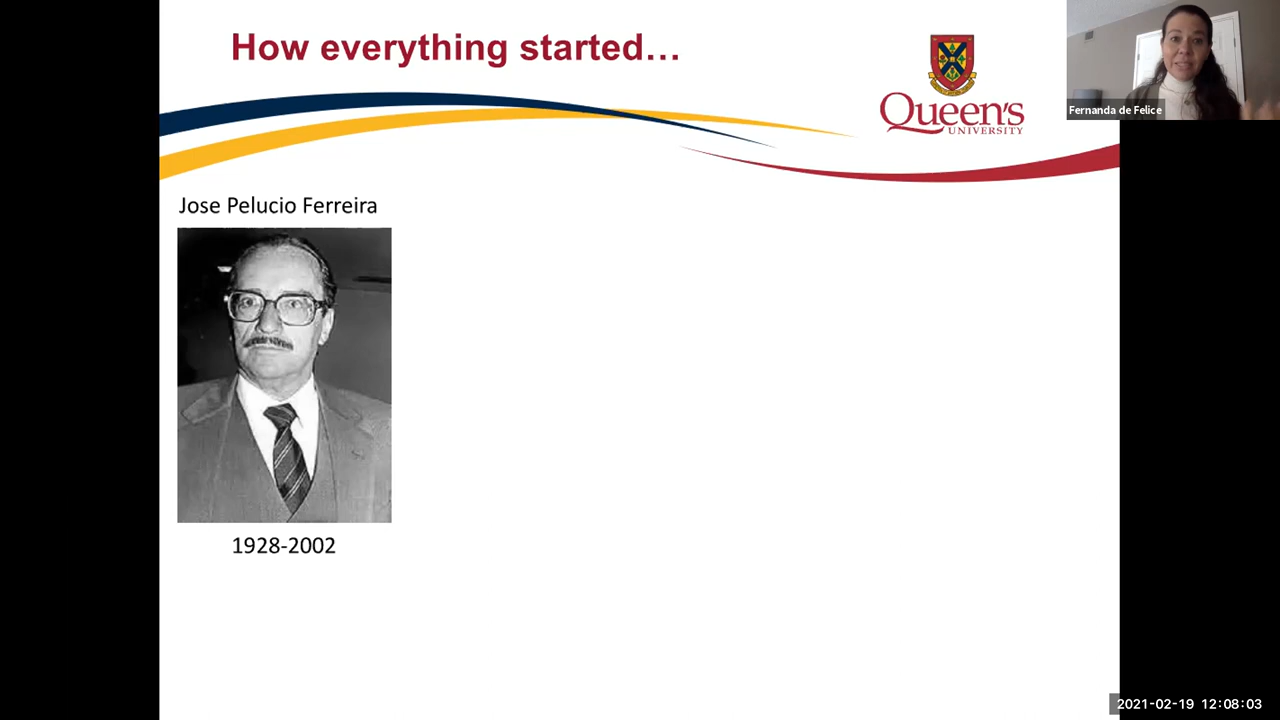 How everything started…
Queen's
UNIVERSITY
Fernanda de Felice
Jose Pelucio Ferreira
1928-2002
2021-02-19 12:08:03